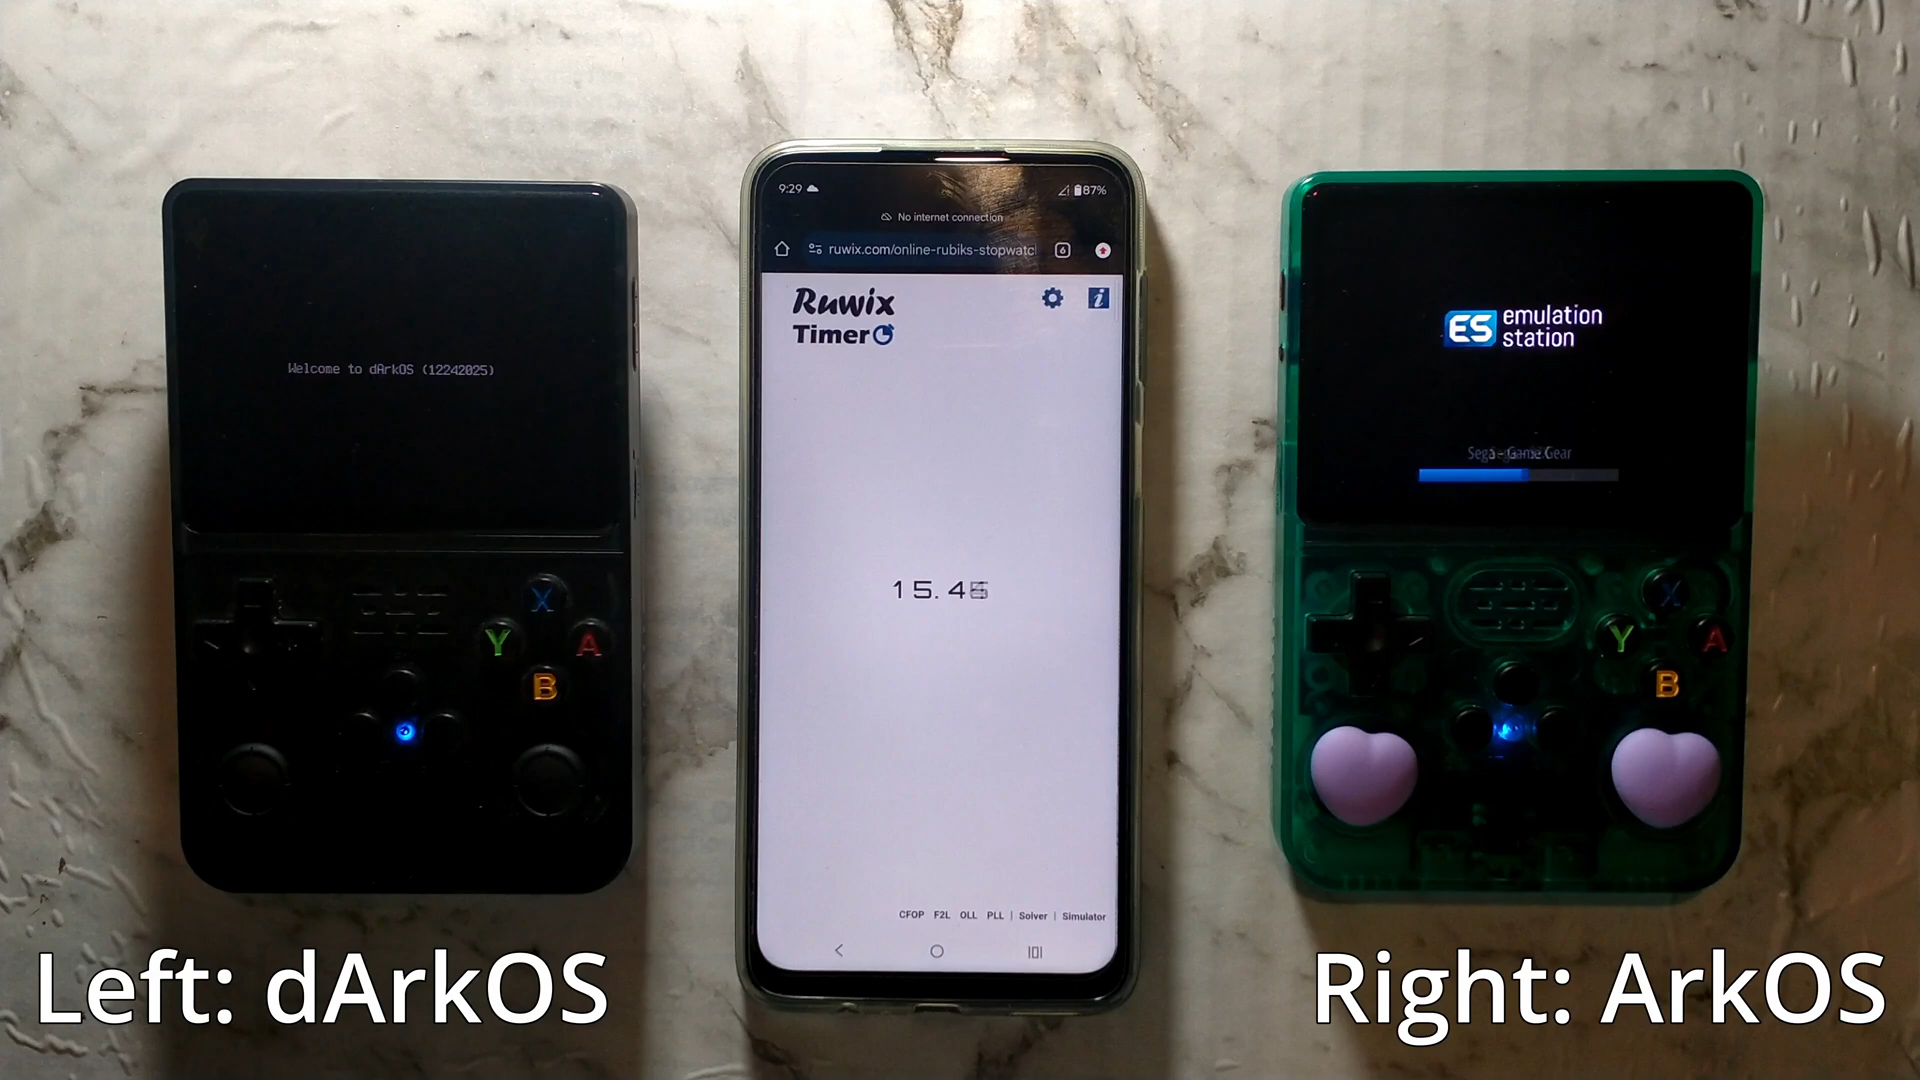 Welcome to dArkOS (12242025)
X
Y
A
B
9:29
87%
No internet connection
6
ruwix.com/online-rubiks-stopwatc
Ruwix
Timer
i
15.4
CFOP F2L OLL PLL | Solver | Simulator
ES emulation
station
Game Gear
X
Y
A
B
Left: dArkOS
Right: ArkOS